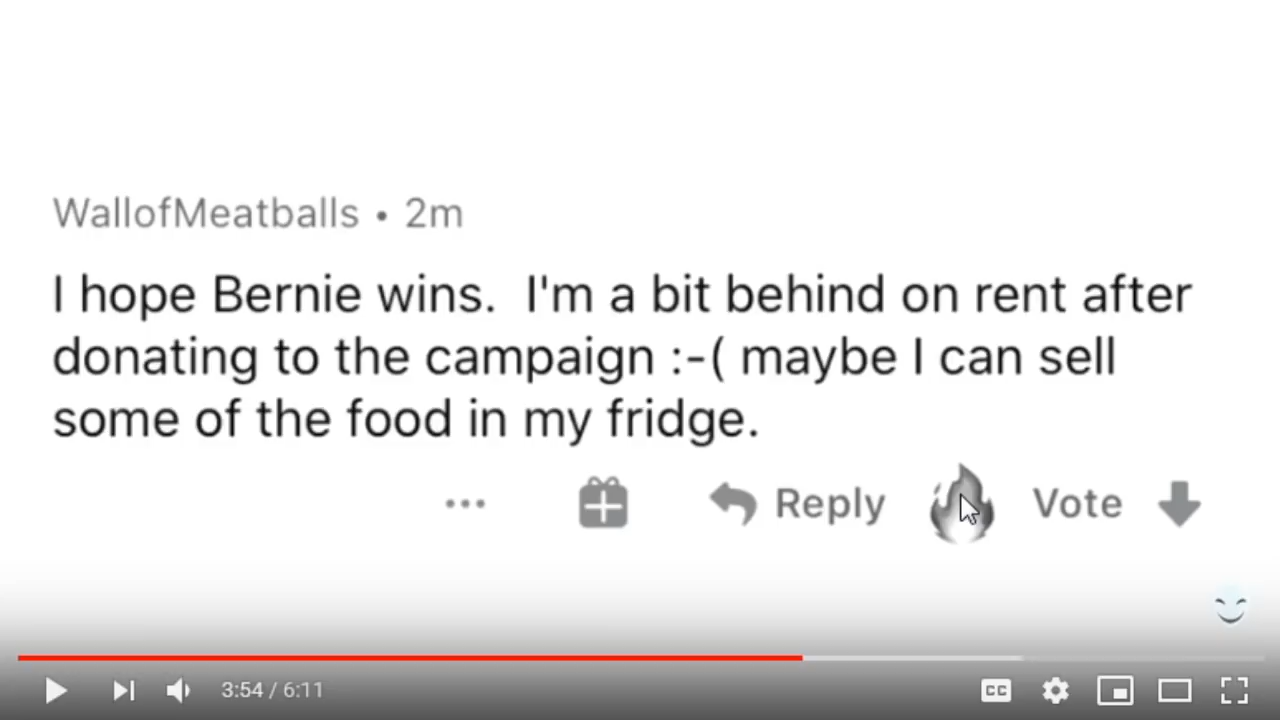 WallofMeatballs • 2m
I hope Bernie wins.  I'm a bit behind on rent after
donating to the campaign :-( maybe I can sell
some of the food in my fridge.
... Reply Vote
3:54 / 6:11 CC